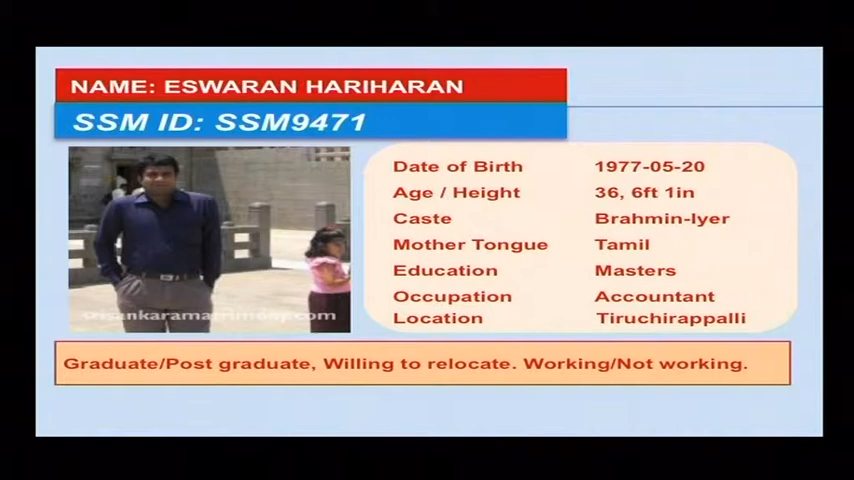 NAME: ESWARAN HARIHARAN
SSM ID: SSM9471
Date of Birth 1977-05-20
Age / Height 36, 6ft 1in
Caste Brahmin-Iyer
Mother Tongue Tamil
Education Masters
Occupation Accountant
Location Tiruchirappalli
srisankaramatrimony.com
Graduate/Post graduate, Willing to relocate. Working/Not working.